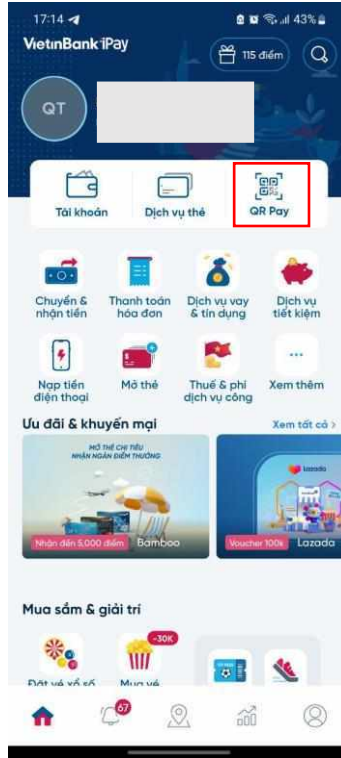 17:14 43%
VietinBank iPay
115 điểm
QT
Tài khoản
Dịch vụ thẻ
QR Pay
Chuyển & nhận tiền
Thanh toán hóa đơn
Dịch vụ vay & tín dụng
Dịch vụ tiết kiệm
Nạp tiền điện thoại
Mở thẻ
Thuế & phí dịch vụ công
Xem thêm
Ưu đãi & khuyến mại
Xem tất cả >
MỞ THẺ CHI TIÊU
NHẬN NGÀN ĐIỂM THƯỞNG
Nhận đến 5,000 điểm
Bamboo
lazada
Voucher 100k
Lazada
Mua sắm & giải trí
-30K
Đặt vé xổ số
Mua vé
67